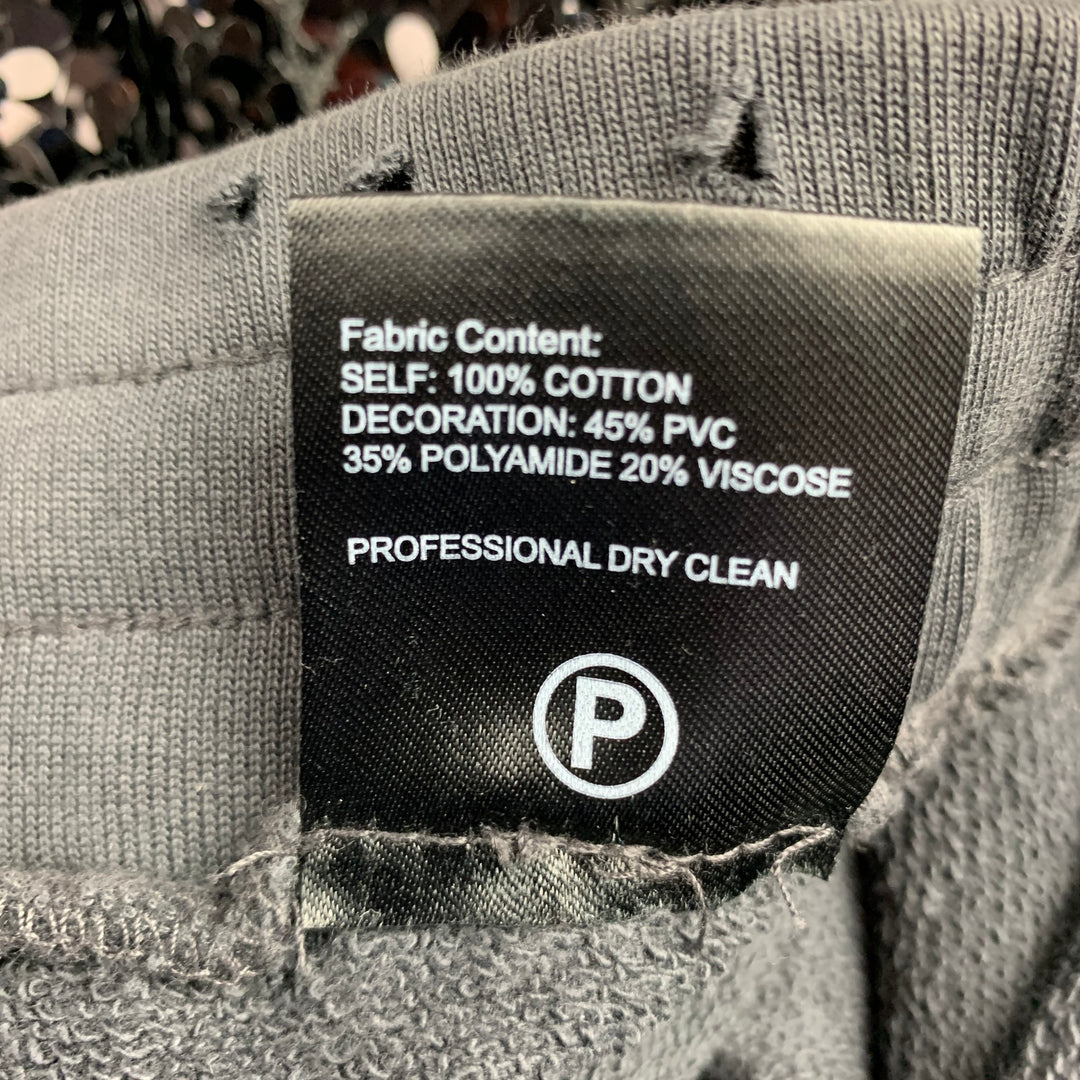 Fabric Content:
SELF: 100% COTTON
DECORATION: 45% PVC
35% POLYAMIDE 20% VISCOSE
PROFESSIONAL DRY CLEAN
P